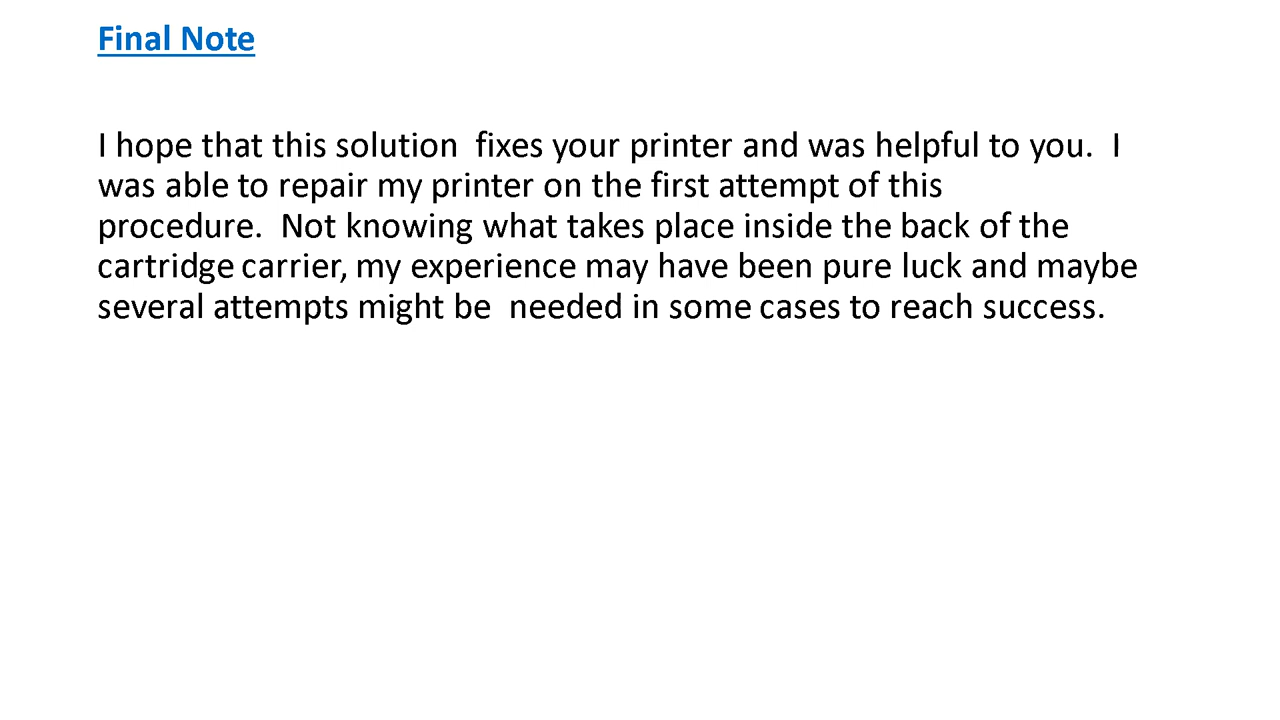 Final Note
I hope that this solution  fixes your printer and was helpful to you.  I
was able to repair my printer on the first attempt of this
procedure.  Not knowing what takes place inside the back of the
cartridge carrier, my experience may have been pure luck and maybe
several attempts might be  needed in some cases to reach success.